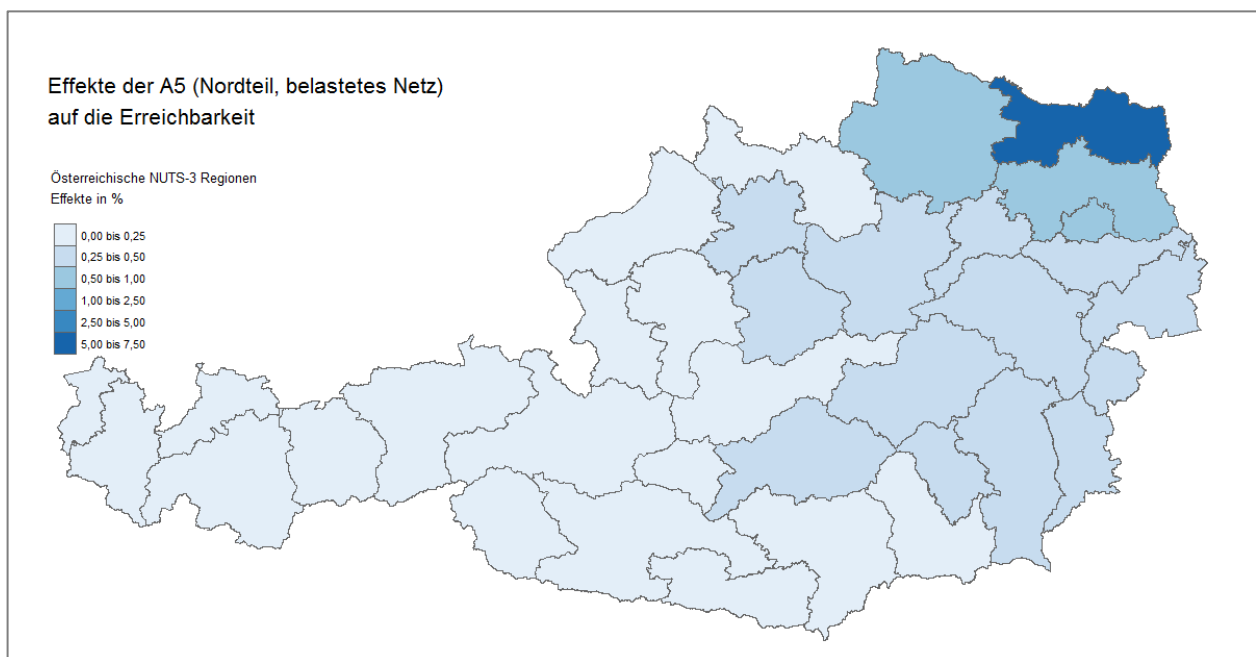 Effekte der A5 (Nordteil, belastetes Netz)
auf die Erreichbarkeit
Österreichische NUTS-3 Regionen
Effekte in %
0,00 bis 0,25
0,25 bis 0,50
0,50 bis 1,00
1,00 bis 2,50
2,50 bis 5,00
5,00 bis 7,50